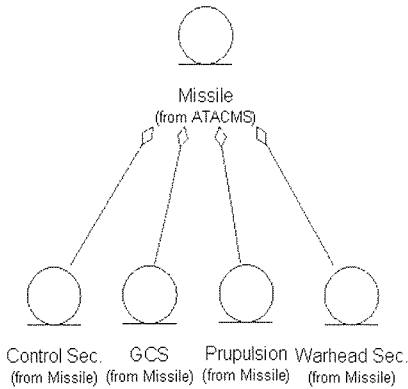 Missile
(from ATACMS)
Control Sec. GCS Prupulsion Warhead Sec.
(from Missile) (from Missile) (from Missile) (from Missile)